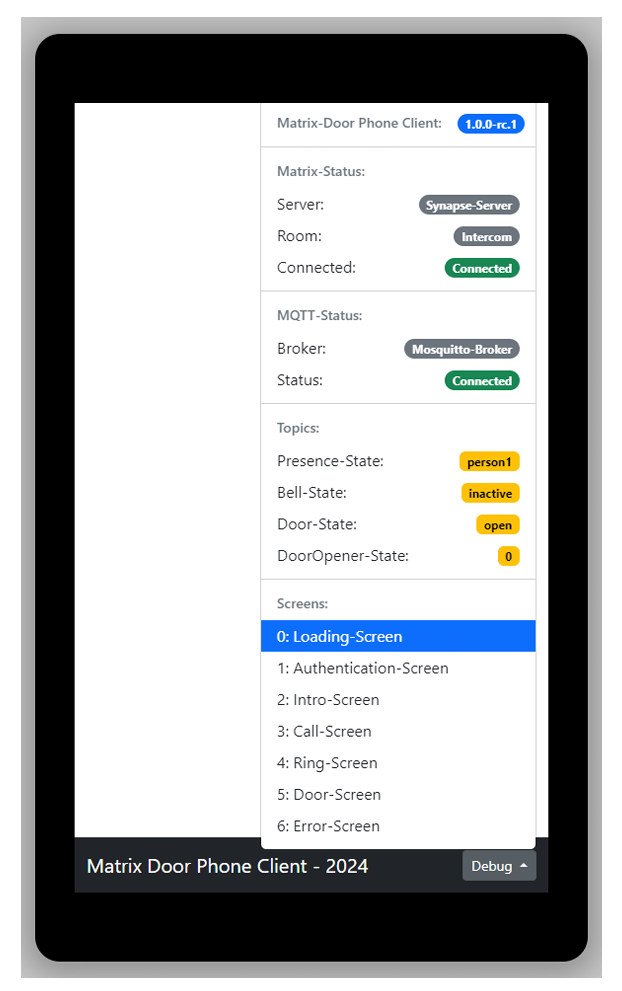 Matrix-Door Phone Client: 1.0.0-rc.1
Matrix-Status:
Server: Synapse-Server
Room: Intercom
Connected: Connected
MQTT-Status:
Broker: Mosquitto-Broker
Status: Connected
Topics:
Presence-State: person1
Bell-State: inactive
Door-State: open
DoorOpener-State: 0
Screens:
0: Loading-Screen
1: Authentication-Screen
2: Intro-Screen
3: Call-Screen
4: Ring-Screen
5: Door-Screen
6: Error-Screen
Matrix Door Phone Client - 2024 Debug